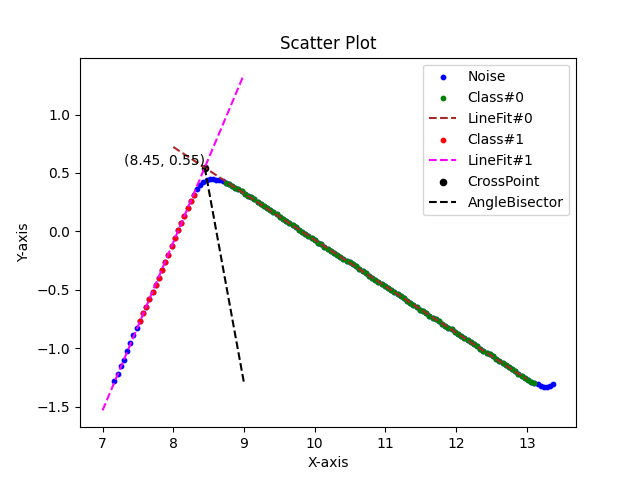 Scatter Plot
Noise
Class#0
LineFit#0
Class#1
LineFit#1
CrossPoint
AngleBisector
(8.45, 0.55)
1.0
0.5
0.0
−0.5
−1.0
−1.5
Y-axis
7 8 9 10 11 12 13
X-axis